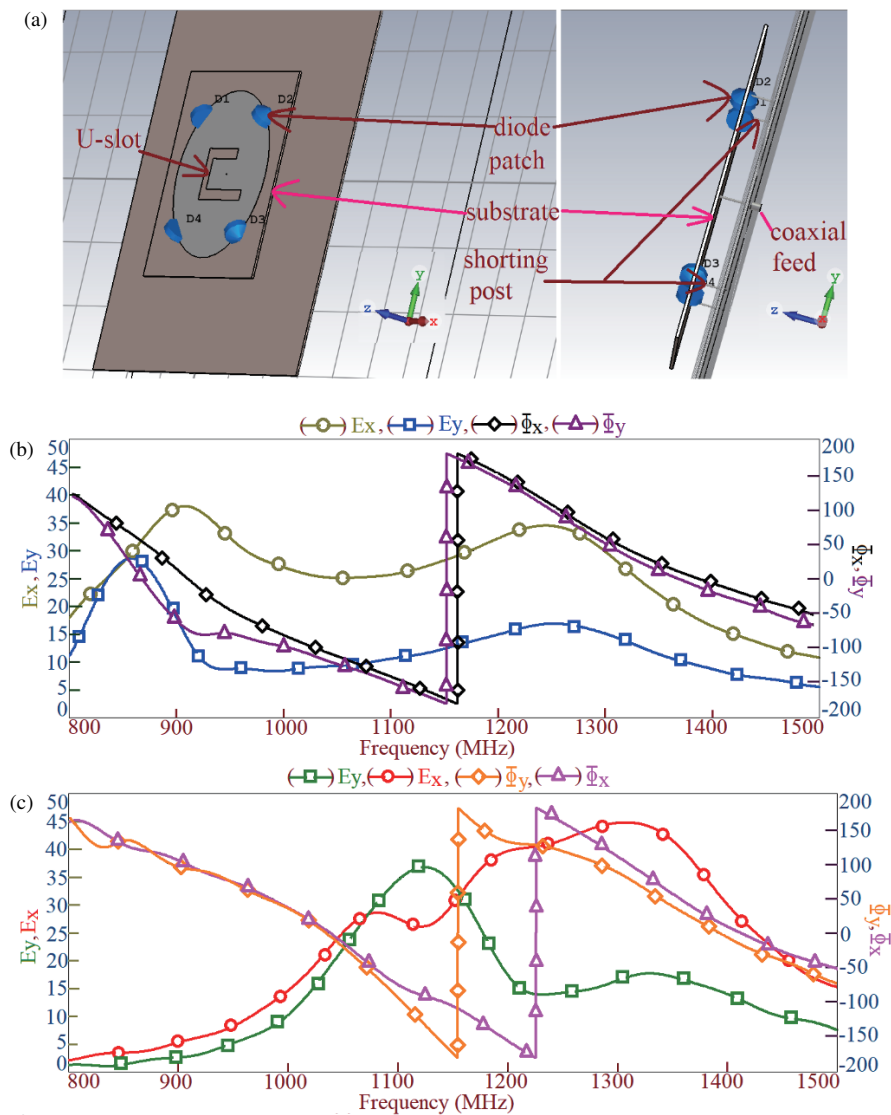 (a)
D1 D2
U-slot
D4 D3
diode
patch
substrate
shorting
post
D2
D3
coaxial
feed
y
z x
y
z x
(b)
( ) Ex, ( ) Ey, ( ) Φx, ( ) Φy
Ex, Ey
50
45
40
35
30
25
20
15
10
5
0
200
150
100
50
0
-50
-100
-150
-200
Φx, Φy
800 900 1000 1100 1200 1300 1400 1500
Frequency (MHz)
(c)
( ) Ey, ( ) Ex, ( ) Φy, ( ) Φx
Ey, Ex
50
45
40
35
30
25
20
15
10
5
0
200
150
100
50
0
-50
-100
-150
-200
Φy, Φx
800 900 1000 1100 1200 1300 1400 1500
Frequency (MHz)